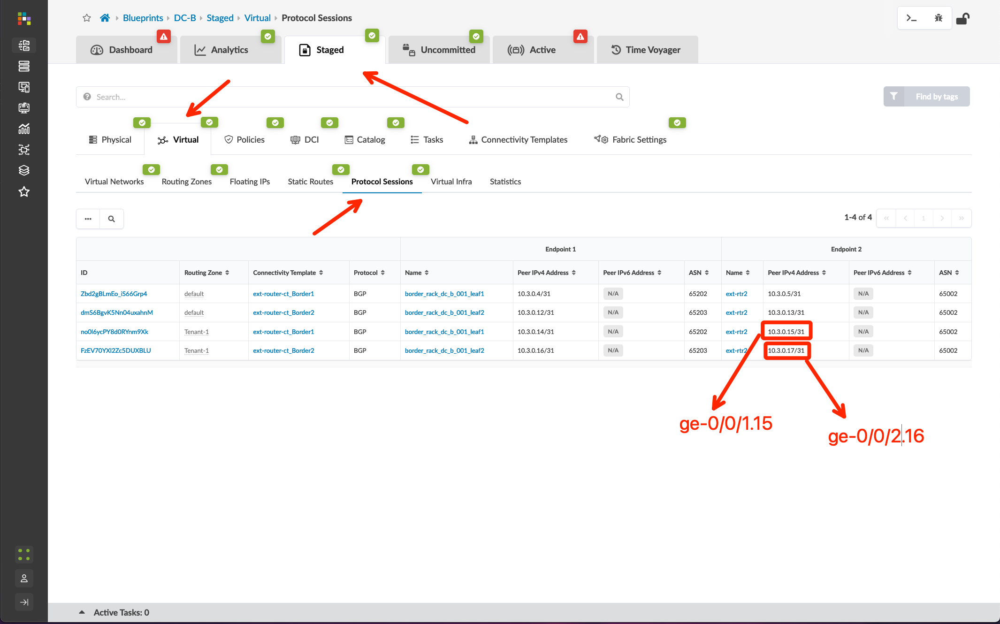 Blueprints DC-B Staged Virtual Protocol Sessions
Dashboard Analytics Staged Uncommitted Active Time Voyager
Search...
Find by tags
Physical Virtual Policies DCI Catalog Tasks Connectivity Templates Fabric Settings
Virtual Networks Routing Zones Floating IPs Static Routes Protocol Sessions Virtual Infra Statistics
1-4 of 4 « < 1 > »
Endpoint 1 Endpoint 2
ID Routing Zone Connectivity Template Protocol Name Peer IPv4 Address Peer IPv6 Address ASN Name Peer IPv4 Address Peer IPv6 Address ASN
Zbd2gBLmEo_iS66Grp4 default ext-router-ct_Border1 BGP border_rack_dc_b_001_leaf1 10.3.0.4/31 N/A 65202 ext-rtr2 10.3.0.5/31 N/A 65002
dmS6BgvK5Nn04uxahnM default ext-router-ct_Border2 BGP border_rack_dc_b_001_leaf2 10.3.0.12/31 N/A 65203 ext-rtr2 10.3.0.13/31 N/A 65002
no0l6ycPY8d0RYnm9Xk Tenant-1 ext-router-ct_Border1 BGP border_rack_dc_b_001_leaf1 10.3.0.14/31 N/A 65202 ext-rtr2 10.3.0.15/31 N/A 65002
FzEV70YXl2Zc5DUXBLU Tenant-1 ext-router-ct_Border2 BGP border_rack_dc_b_001_leaf2 10.3.0.16/31 N/A 65203 ext-rtr2 10.3.0.17/31 N/A 65002
ge-0/0/1.15
ge-0/0/2.16
Active Tasks: 0